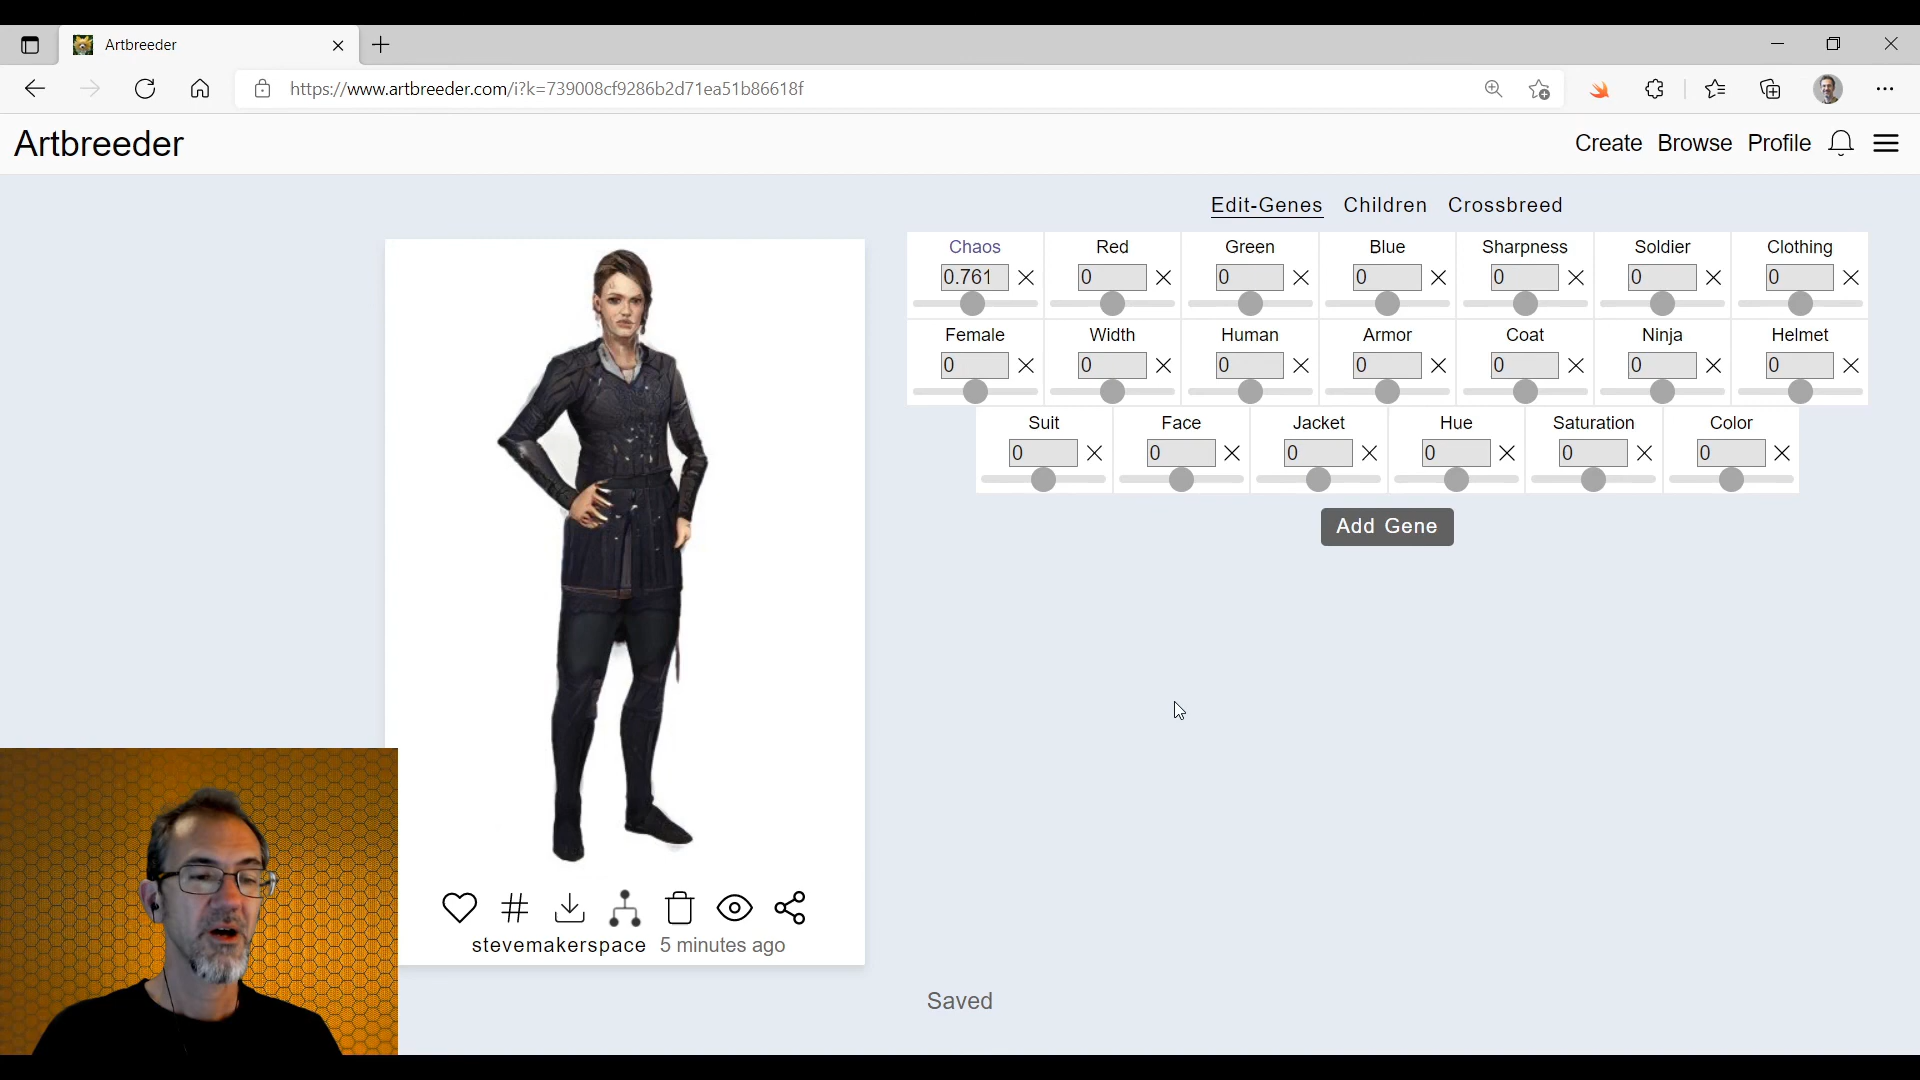 Artbreeder
https://www.artbreeder.com/i?k=739008cf9286b2d71ea51b86618f
Artbreeder
Create Browse Profile
Edit-Genes Children Crossbreed
Chaos Red Green Blue Sharpness Soldier Clothing
0.761 0 0 0 0 0 0
Female Width Human Armor Coat Ninja Helmet
0 0 0 0 0 0 0
Suit Face Jacket Hue Saturation Color
0 0 0 0 0 0
Add Gene
stevemakerspace 5 minutes ago
Saved